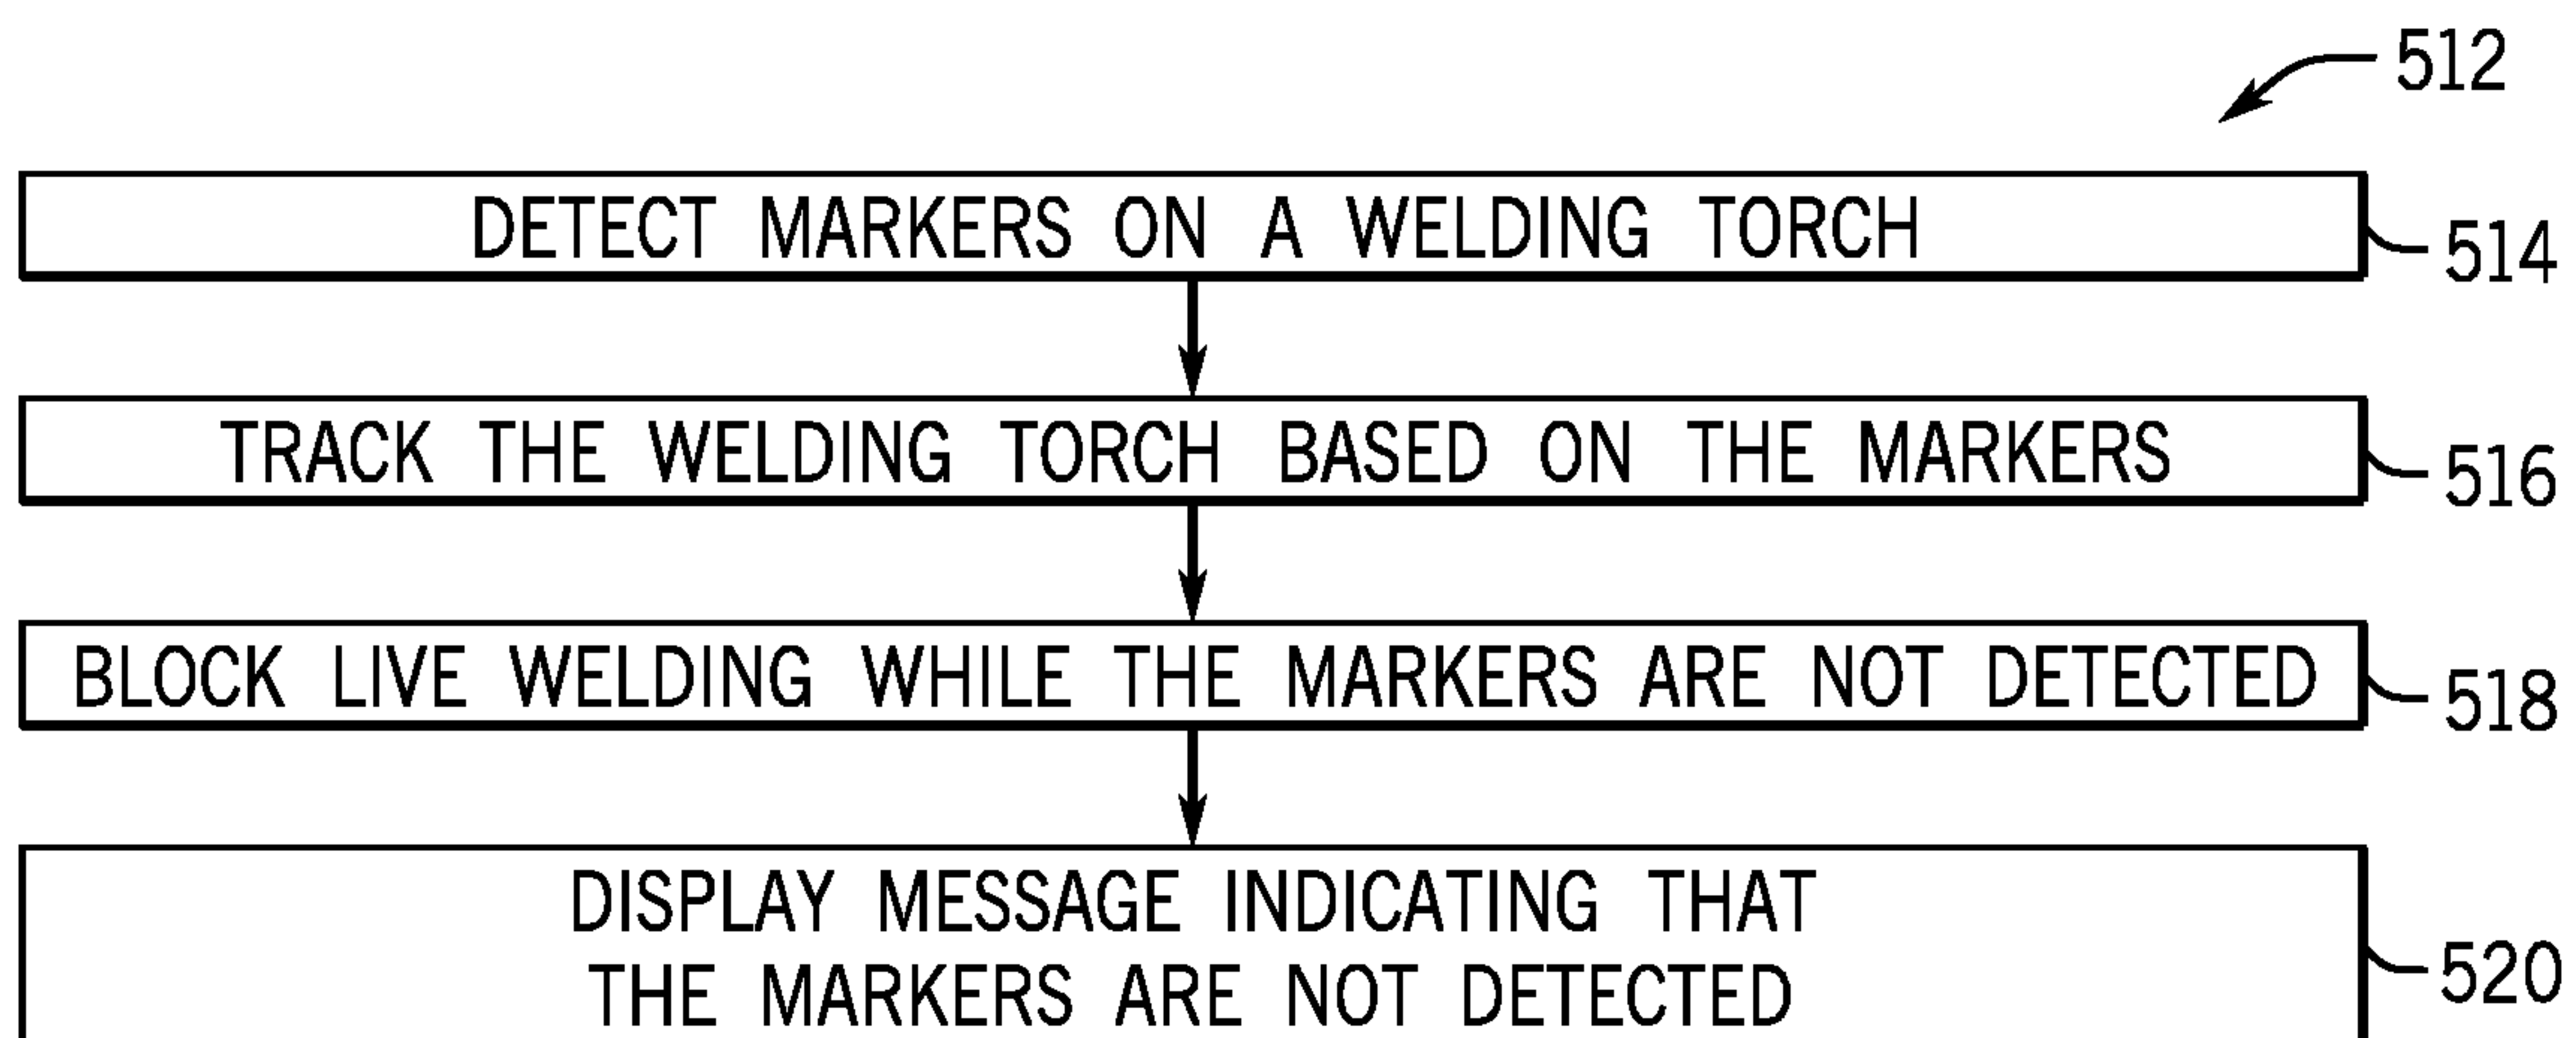 512
DETECT MARKERS ON A WELDING TORCH
514
TRACK THE WELDING TORCH BASED ON THE MARKERS
516
BLOCK LIVE WELDING WHILE THE MARKERS ARE NOT DETECTED
518
DISPLAY MESSAGE INDICATING THAT
THE MARKERS ARE NOT DETECTED
520